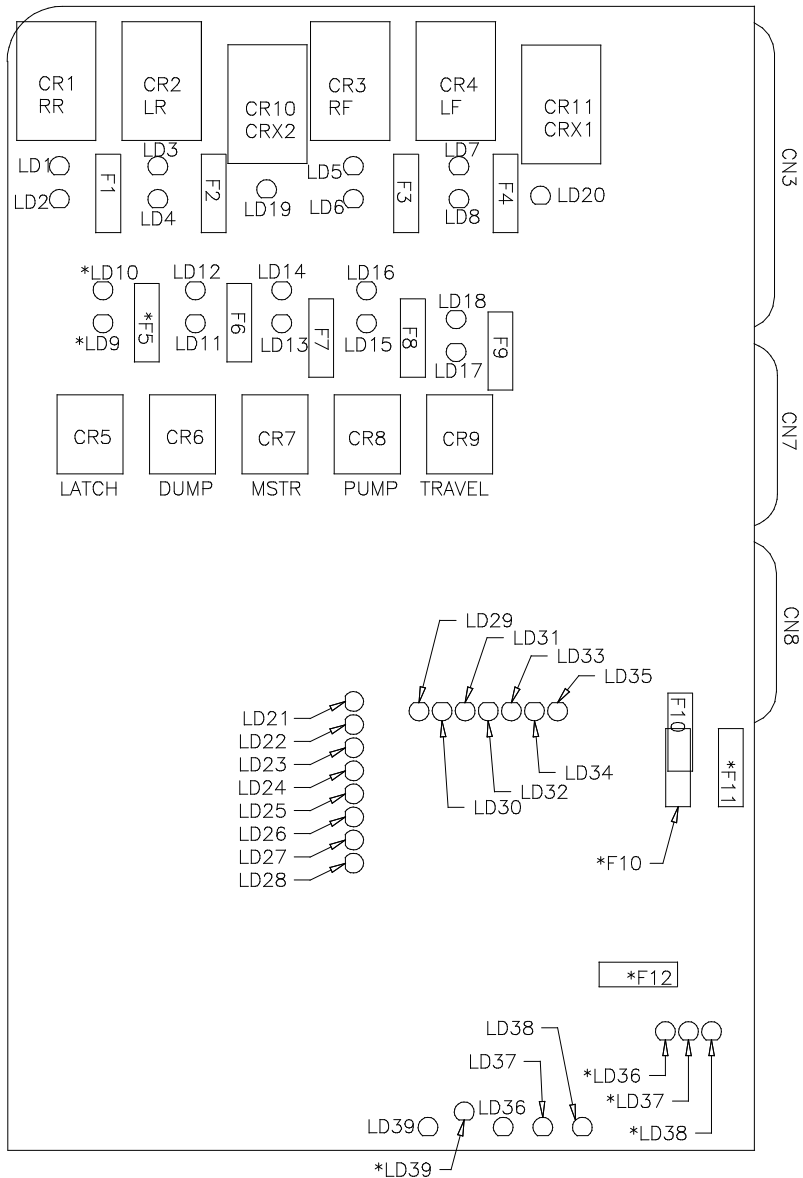 CR1
RR
CR2
LR
CR10
CRX2
CR3
RF
CR4
LF
CR11
CRX1
CN3
LD1
LD2
F1
LD3
LD4
F2
LD19
LD5
LD6
F3
LD7
LD8
F4
LD20
*LD10
*LD9
*F5
LD12
LD11
F6
LD14
LD13
F7
LD16
LD15
F8
LD18
LD17
F9
CN7
CR5
CR6
CR7
CR8
CR9
LATCH
DUMP
MSTR
PUMP
TRAVEL
CN8
LD29
LD31
LD33
LD35
LD21
LD22
LD23
LD24
LD25
LD26
LD27
LD28
LD34
LD32
LD30
F10
*F11
*F10
*F12
LD38
LD37
LD36
LD39
*LD39
*LD36
*LD37
*LD38